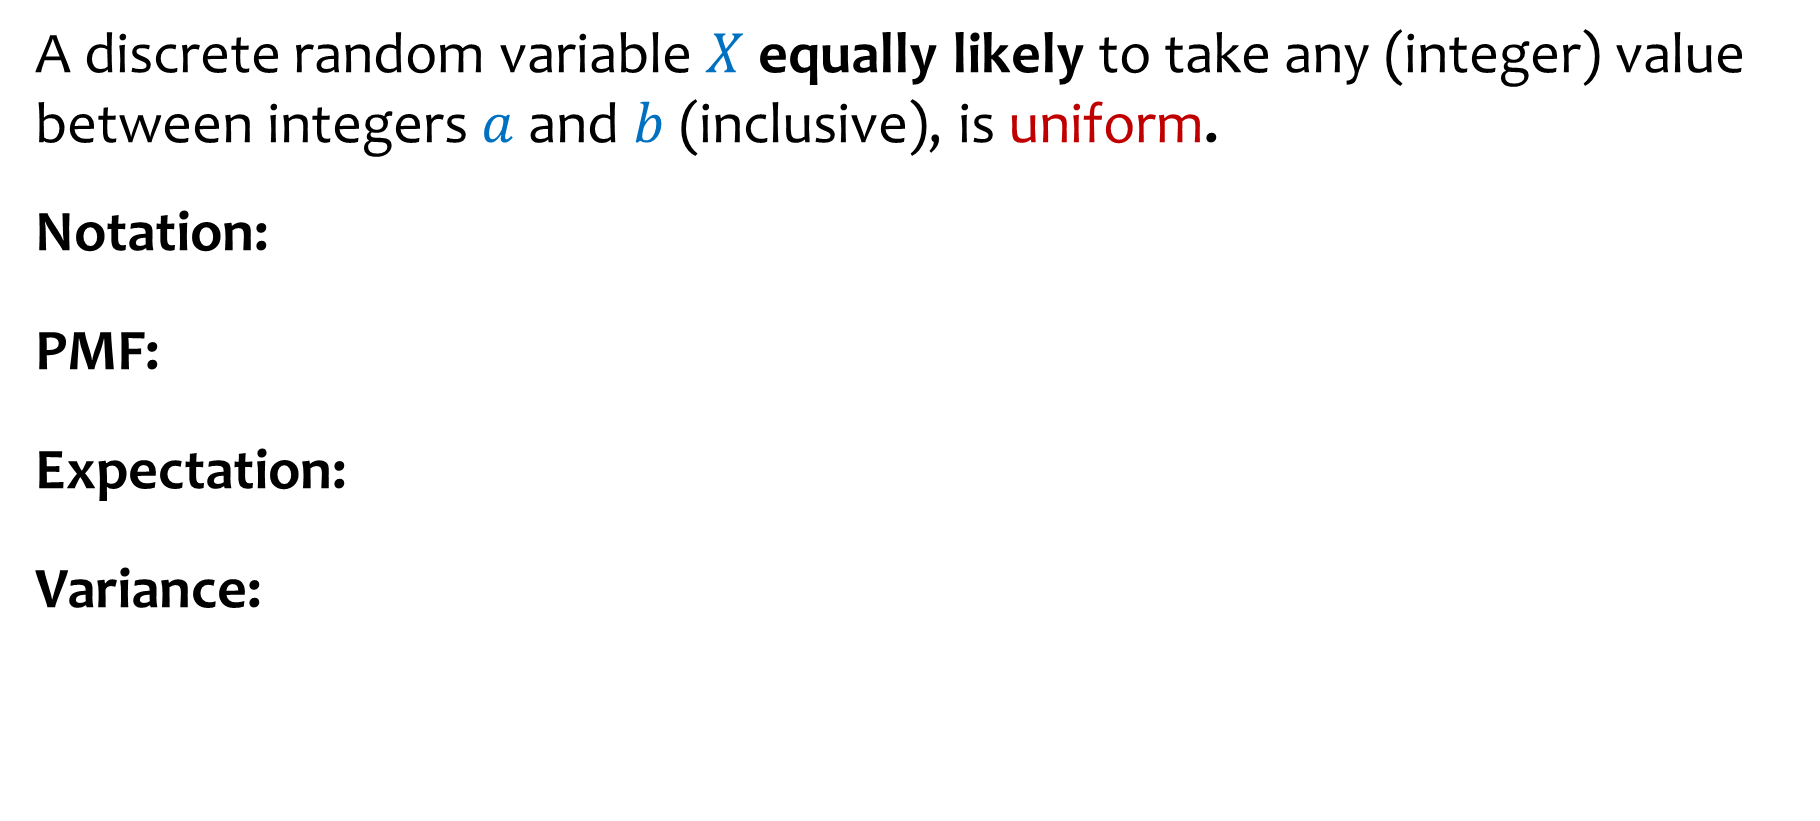 A discrete random variable X equally likely to take any (integer) value
between integers a and b (inclusive), is uniform.
Notation:
PMF:
Expectation:
Variance: